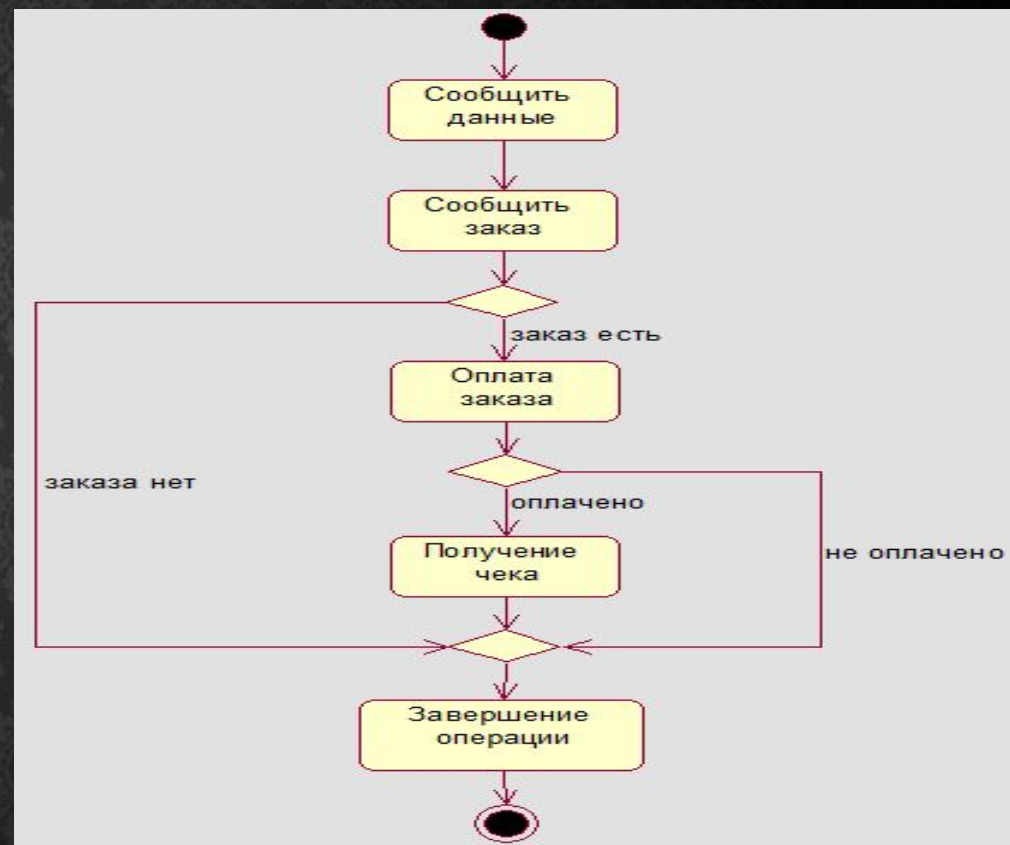 Сообщить
данные
Сообщить
заказ
заказ есть
Оплата
заказа
заказа нет
оплачено
Получение
чека
не оплачено
Завершение
операции